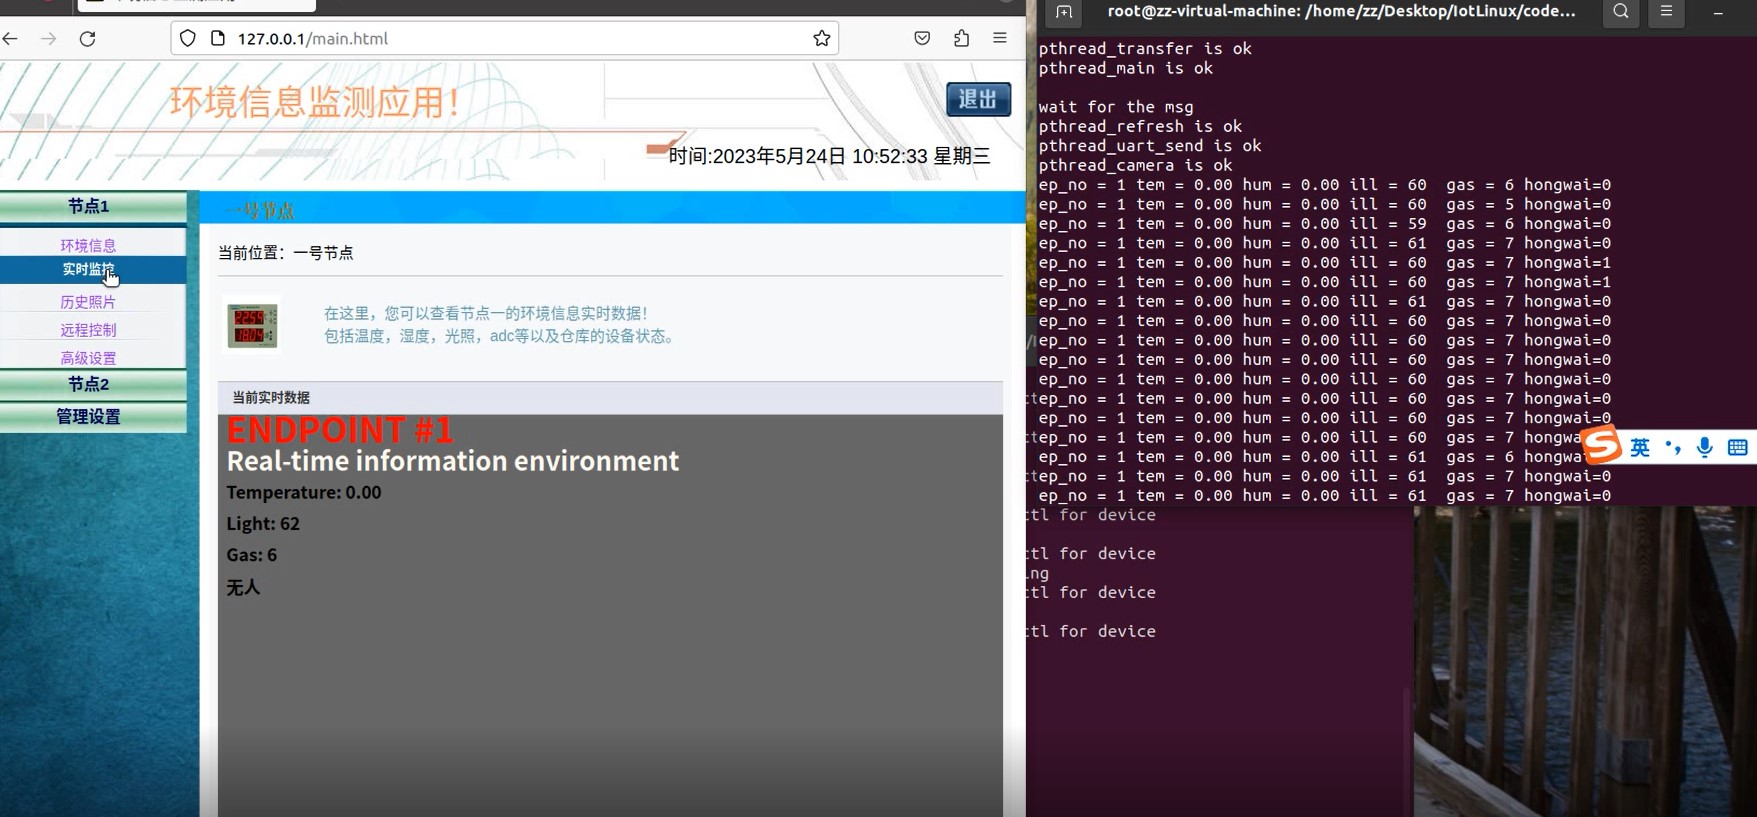 127.0.0.1/main.html
环境信息监测应用!
退出
时间:2023年5月24日 10:52:33 星期三
节点1
环境信息
实时监控
历史照片
远程控制
高级设置
节点2
管理设置
一号节点
当前位置：一号节点
在这里，您可以查看节点一的环境信息实时数据!
包括温度，湿度，光照，adc等以及仓库的设备状态。
当前实时数据
ENDPOINT #1
Real-time information environment
Temperature: 0.00
Light: 62
Gas: 6
无人
root@zz-virtual-machine: /home/zz/Desktop/IotLinux/code...
pthread_transfer is ok
pthread_main is ok
wait for the msg
pthread_refresh is ok
pthread_uart_send is ok
pthread_camera is ok
ep_no = 1 tem = 0.00 hum = 0.00 ill = 60  gas = 6 hongwai=0
ep_no = 1 tem = 0.00 hum = 0.00 ill = 60  gas = 5 hongwai=0
ep_no = 1 tem = 0.00 hum = 0.00 ill = 59  gas = 6 hongwai=0
ep_no = 1 tem = 0.00 hum = 0.00 ill = 61  gas = 7 hongwai=0
ep_no = 1 tem = 0.00 hum = 0.00 ill = 60  gas = 7 hongwai=1
ep_no = 1 tem = 0.00 hum = 0.00 ill = 60  gas = 7 hongwai=1
ep_no = 1 tem = 0.00 hum = 0.00 ill = 61  gas = 7 hongwai=0
ep_no = 1 tem = 0.00 hum = 0.00 ill = 60  gas = 7 hongwai=0
ep_no = 1 tem = 0.00 hum = 0.00 ill = 60  gas = 7 hongwai=0
ep_no = 1 tem = 0.00 hum = 0.00 ill = 60  gas = 7 hongwai=0
ep_no = 1 tem = 0.00 hum = 0.00 ill = 60  gas = 7 hongwai=0
ep_no = 1 tem = 0.00 hum = 0.00 ill = 60  gas = 7 hongwai=0
ep_no = 1 tem = 0.00 hum = 0.00 ill = 60  gas = 7 hongwai=0
ep_no = 1 tem = 0.00 hum = 0.00 ill = 60  gas = 7 hongwa
ep_no = 1 tem = 0.00 hum = 0.00 ill = 61  gas = 6 hongwa
ep_no = 1 tem = 0.00 hum = 0.00 ill = 61  gas = 7 hongwai=0
ep_no = 1 tem = 0.00 hum = 0.00 ill = 61  gas = 7 hongwai=0
英
ctl for device
ctl for device
ng
ctl for device
ctl for device